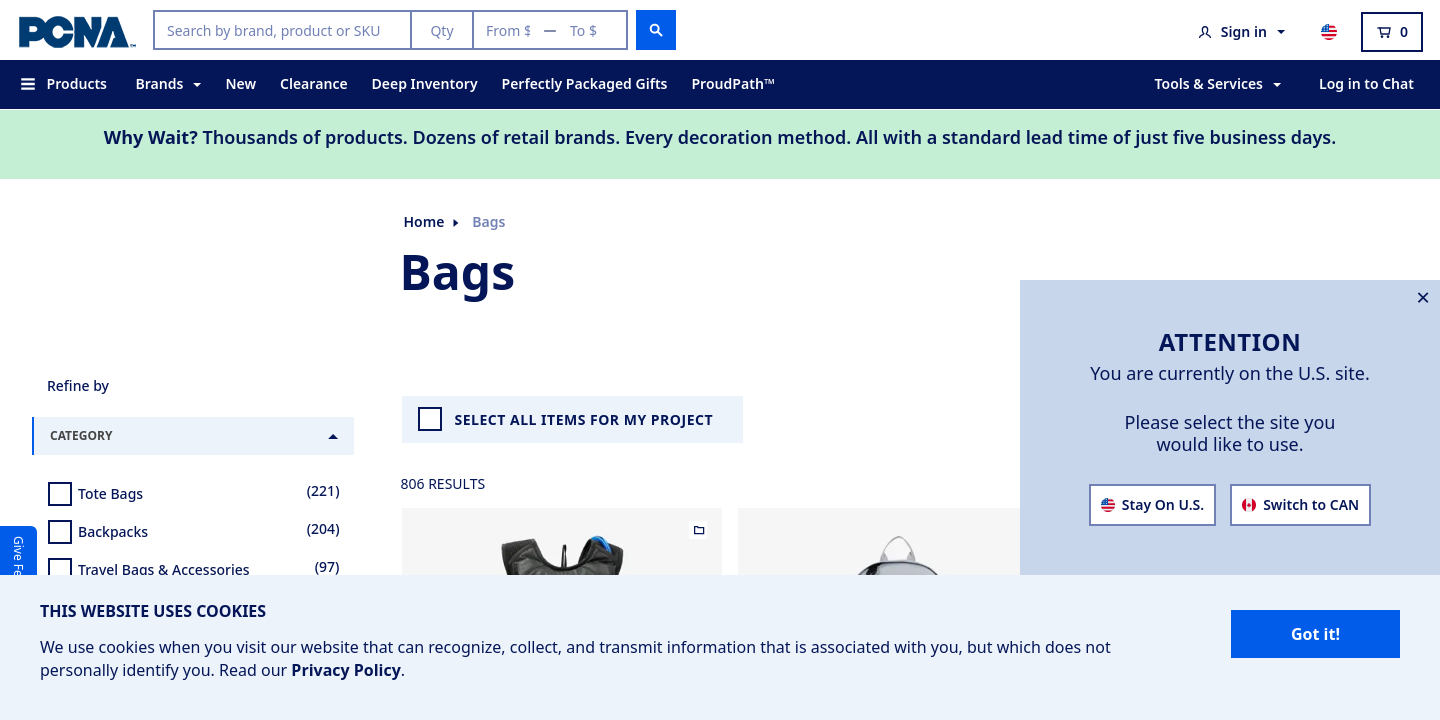 PCNA™
Search by brand, product or SKU
Qty
From $ — To $
Sign in
0
Products
Brands
New
Clearance
Deep Inventory
Perfectly Packaged Gifts
ProudPath™
Tools & Services
Log in to Chat
Why Wait? Thousands of products. Dozens of retail brands. Every decoration method. All with a standard lead time of just five business days.
Home
Bags
Bags
Refine by
CATEGORY
Tote Bags (221)
Backpacks (204)
Travel Bags & Accessories (97)
SELECT ALL ITEMS FOR MY PROJECT
806 RESULTS
ATTENTION
You are currently on the U.S. site.
Please select the site you
would like to use.
Stay On U.S.
Switch to CAN
Give Fe
THIS WEBSITE USES COOKIES
We use cookies when you visit our website that can recognize, collect, and transmit information that is associated with you, but which does not
personally identify you. Read our Privacy Policy.
Got it!